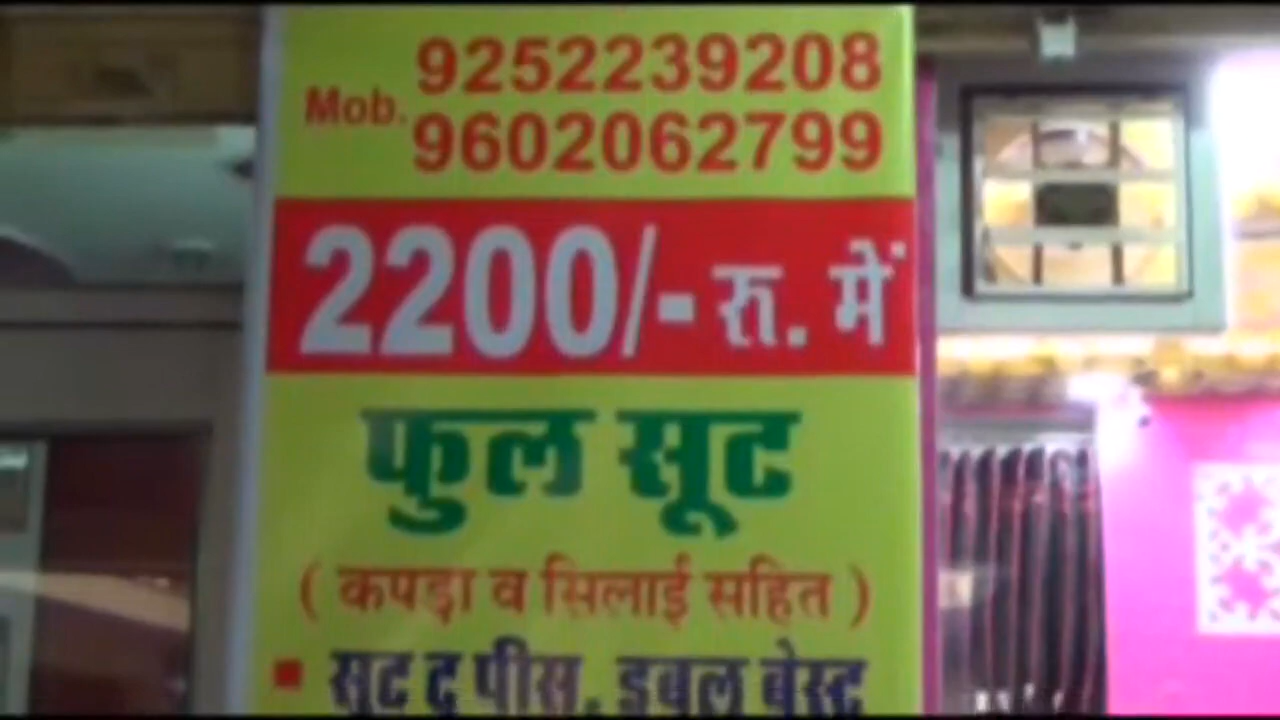 9252239208
Mob.
9602062799
2200/- रु. में
फुल सूट
( कपड़ा व सिलाई सहित )
सूट टू पीस, डबल बेस्ट